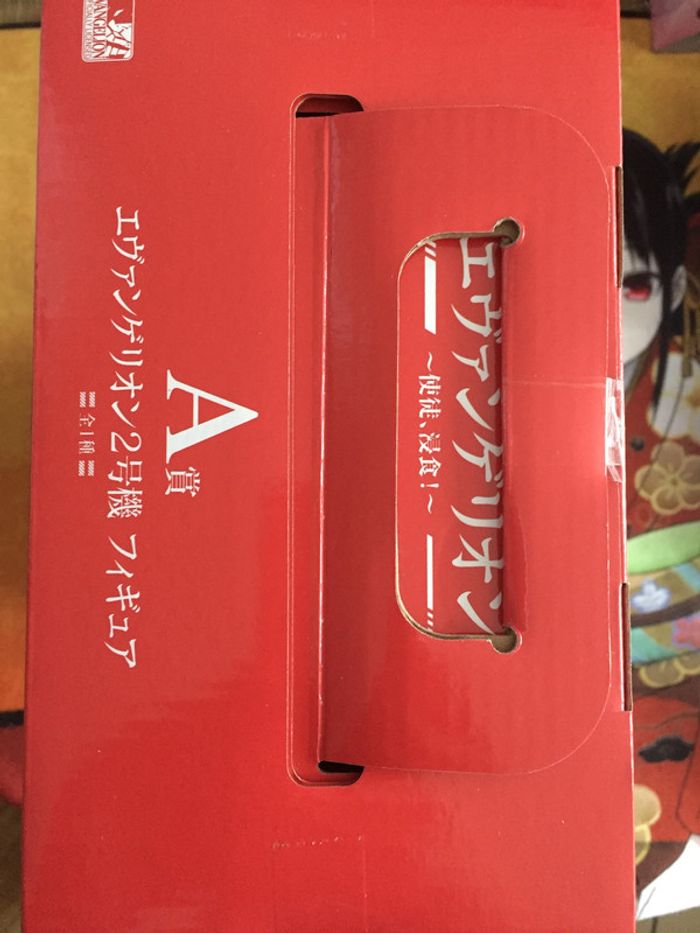 エヴァンゲリオン
~使徒、浸食!~
A賞
エヴァンゲリオン2号機 フィギュア
全1種
EVANGELION